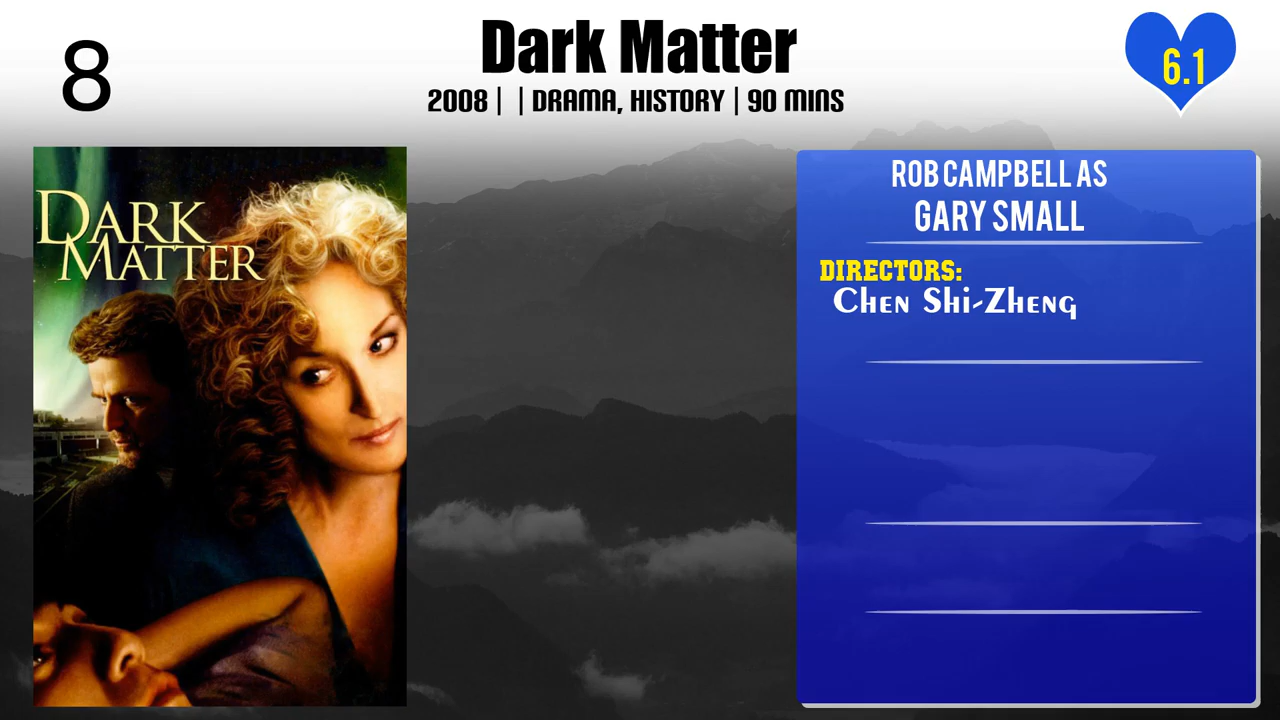 8
Dark Matter
2008 | | DRAMA, HISTORY | 90 MINS
6.1
DARK
MATTER
ROB CAMPBELL AS
GARY SMALL
DIRECTORS:
Chen Shi-Zheng